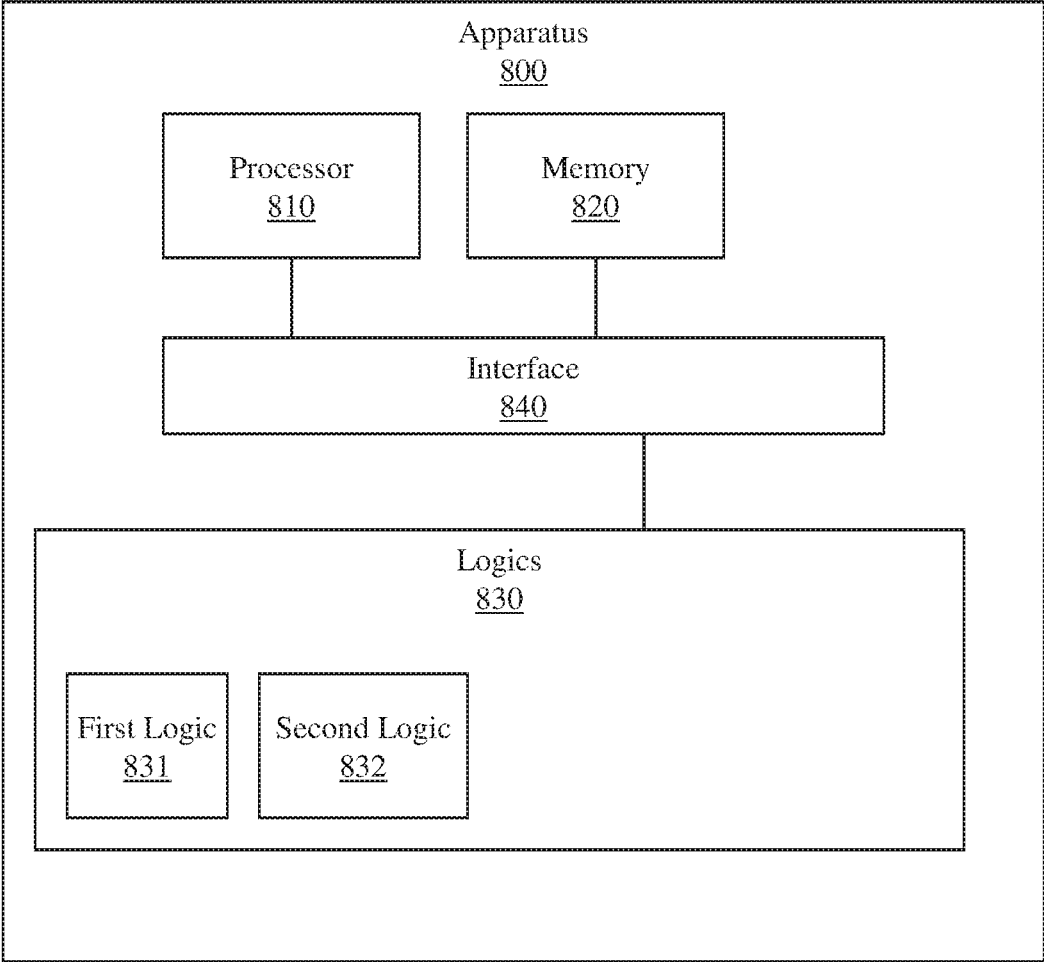 Apparatus
800
Processor
810
Memory
820
Interface
840
Logics
830
First Logic
831
Second Logic
832